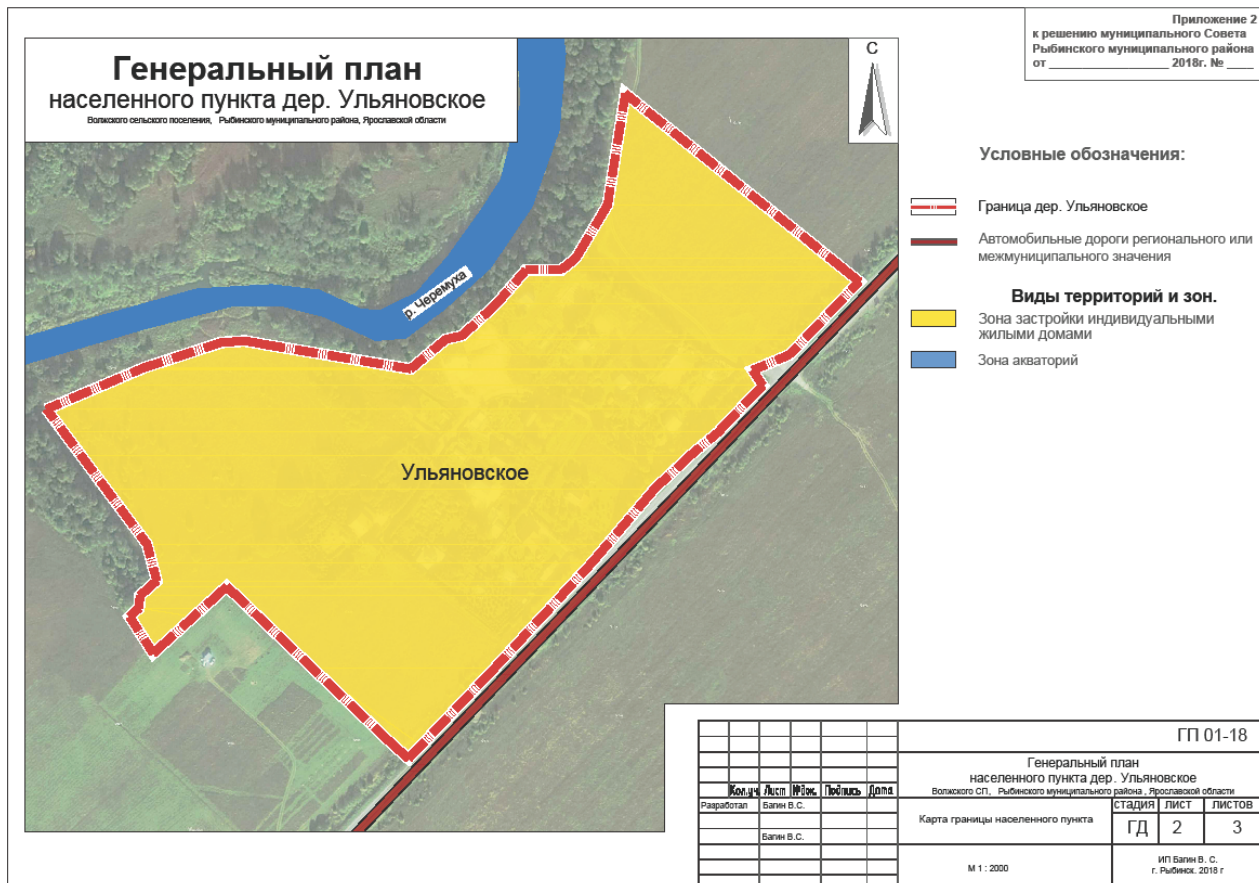 Приложение 2
к решению муниципального Совета
Рыбинского муниципального района
от ____________________ 2018г. № ____
Генеральный план
населенного пункта дер. Ульяновское
Волжского сельского поселения, Рыбинского муниципального района, Ярославской области
С
Условные обозначения:
Граница дер. Ульяновское
Автомобильные дороги регионального или
межмуниципального значения
Виды территорий и зон.
Зона застройки индивидуальными
жилыми домами
Зона акваторий
р. Черемуха
Ульяновское
ГП 01-18
Генеральный план
населенного пункта дер. Ульяновское
Волжского СП, Рыбинского муниципального района , Ярославской области
Кол.уч Лист №док. Подпись Дата
Разработал Багин В.С.
Багин В.С.
Карта границы населенного пункта
стадия лист листов
ГД 2 3
М 1 : 2000
ИП Багин В. С.
г. Рыбинск. 2018 г